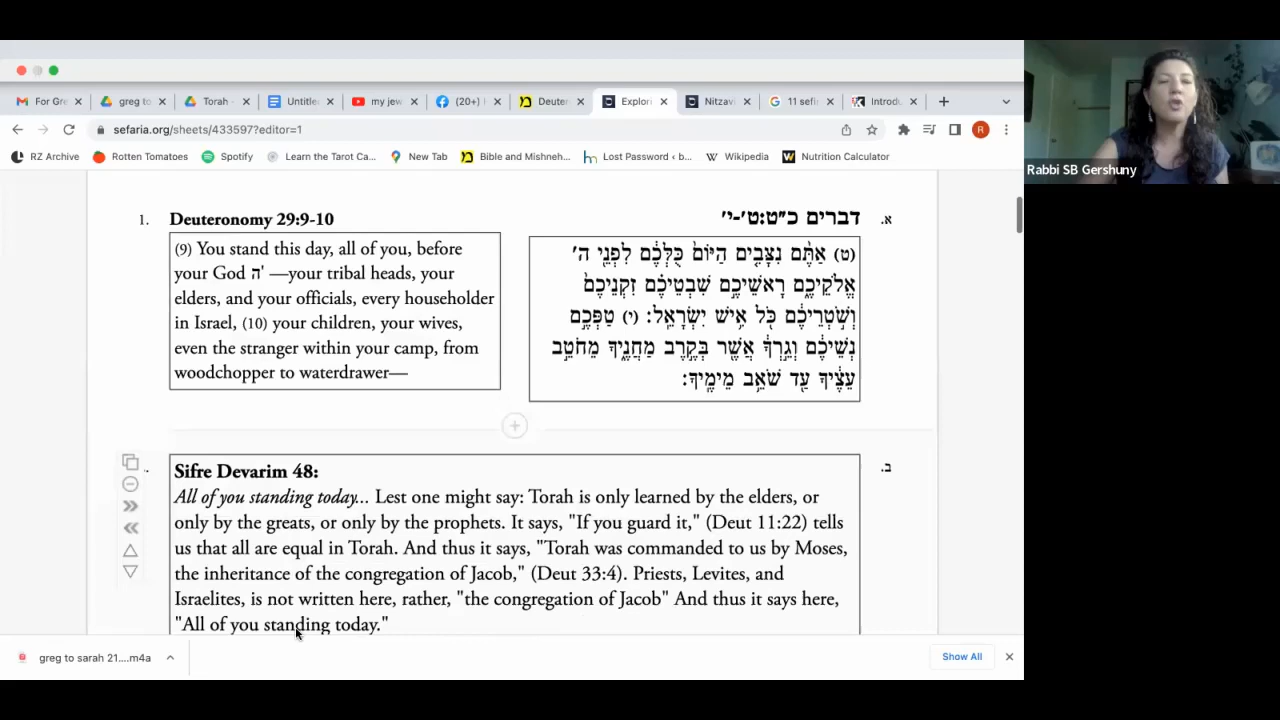 For Gre
greg to
Torah -
Untitle
my jew
(20+)
Deuter
Explori
Nitzavi
11 sefi
Introdu
sefaria.org/sheets/433597?editor=1
R
RZ Archive
Rotten Tomatoes
Spotify
Learn the Tarot Ca...
New Tab
Bible and Mishneh...
Lost Password ‹ b...
Wikipedia
Nutrition Calculator
Rabbi SB Gershuny
1. Deuteronomy 29:9-10
(9) You stand this day, all of you, before
your God ה' —your tribal heads, your
elders, and your officials, every householder
in Israel, (10) your children, your wives,
even the stranger within your camp, from
woodchopper to waterdrawer—
א. דברים כ״ט:ט׳-י׳
(ט) אַתֶּ֨ם נִצָּבִ֤ים הַיּוֹם֙ כֻּלְּכֶ֔ם לִפְנֵ֖י ה'
אֱלֹקֵיכֶ֑ם רָאשֵׁיכֶ֣ם שִׁבְטֵיכֶ֗ם זִקְנֵיכֶם֙
וְשֹׁ֣טְרֵיכֶ֔ם כֹּ֖ל אִ֥ישׁ יִשְׂרָאֵֽל׃ (י) טַפְּכֶ֣ם
נְשֵׁיכֶ֔ם וְגֵ֣רְךָ֔ אֲשֶׁ֖ר בְּקֶ֣רֶב מַחֲנֶ֑יךָ מֵחֹטֵ֣ב
עֵצֶ֔יךָ עַ֖ד שֹׁאֵ֥ב מֵימֶֽיךָ׃
ב.
Sifre Devarim 48:
All of you standing today... Lest one might say: Torah is only learned by the elders, or
only by the greats, or only by the prophets. It says, "If you guard it," (Deut 11:22) tells
us that all are equal in Torah. And thus it says, "Torah was commanded to us by Moses,
the inheritance of the congregation of Jacob," (Deut 33:4). Priests, Levites, and
Israelites, is not written here, rather, "the congregation of Jacob" And thus it says here,
"All of you standing today."
greg to sarah 21....m4a
Show All